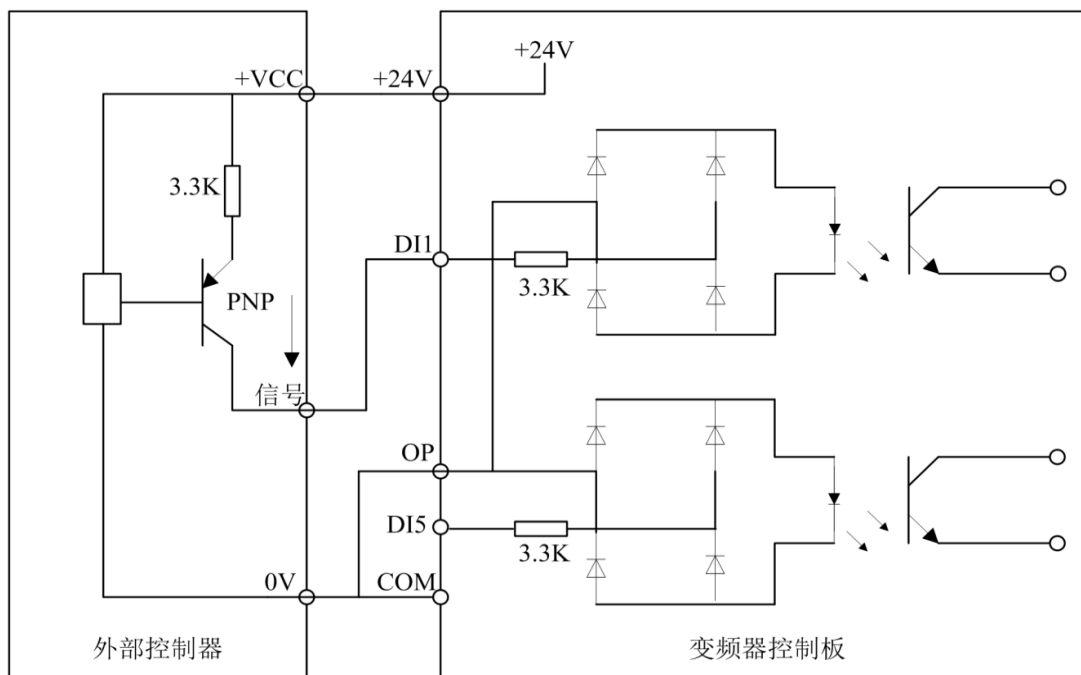 +24V
+VCC
+24V
3.3K
DI1
3.3K
PNP
信号
OP
DI5
3.3K
0V
COM
外部控制器
变频器控制板